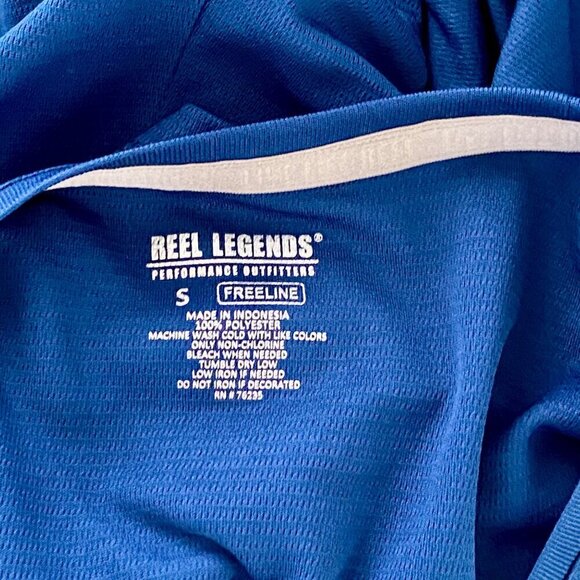 REEL LEGENDS®
PERFORMANCE OUTFITTERS
S FREELINE
MADE IN INDONESIA
100% POLYESTER
MACHINE WASH COLD WITH LIKE COLORS
ONLY NON-CHLORINE
BLEACH WHEN NEEDED
TUMBLE DRY LOW
LOW IRON IF NEEDED
DO NOT IRON IF DECORATED
RN # 76235